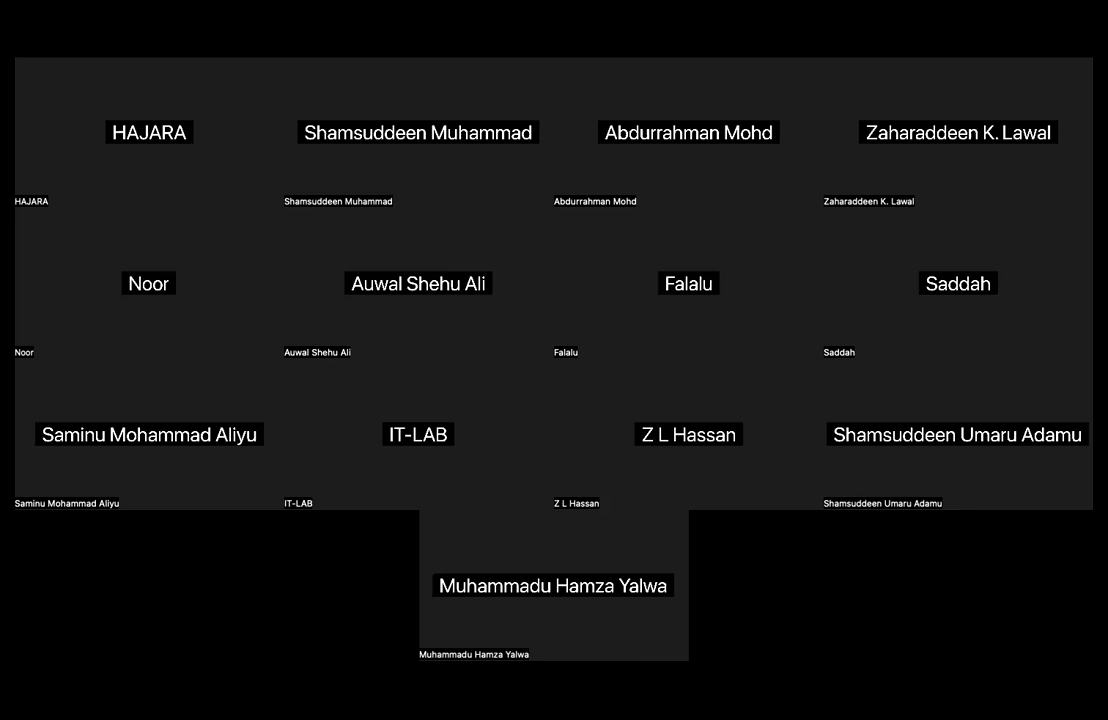 HAJARA
Shamsuddeen Muhammad
Abdurrahman Mohd
Zaharaddeen K. Lawal
HAJARA
Shamsuddeen Muhammad
Abdurrahman Mohd
Zaharaddeen K. Lawal
Noor
Auwal Shehu Ali
Falalu
Saddah
Noor
Auwal Shehu Ali
Falalu
Saddah
Saminu Mohammad Aliyu
IT-LAB
Z L Hassan
Shamsuddeen Umaru Adamu
Saminu Mohammad Aliyu
IT-LAB
Z L Hassan
Shamsuddeen Umaru Adamu
Muhammadu Hamza Yalwa
Muhammadu Hamza Yalwa